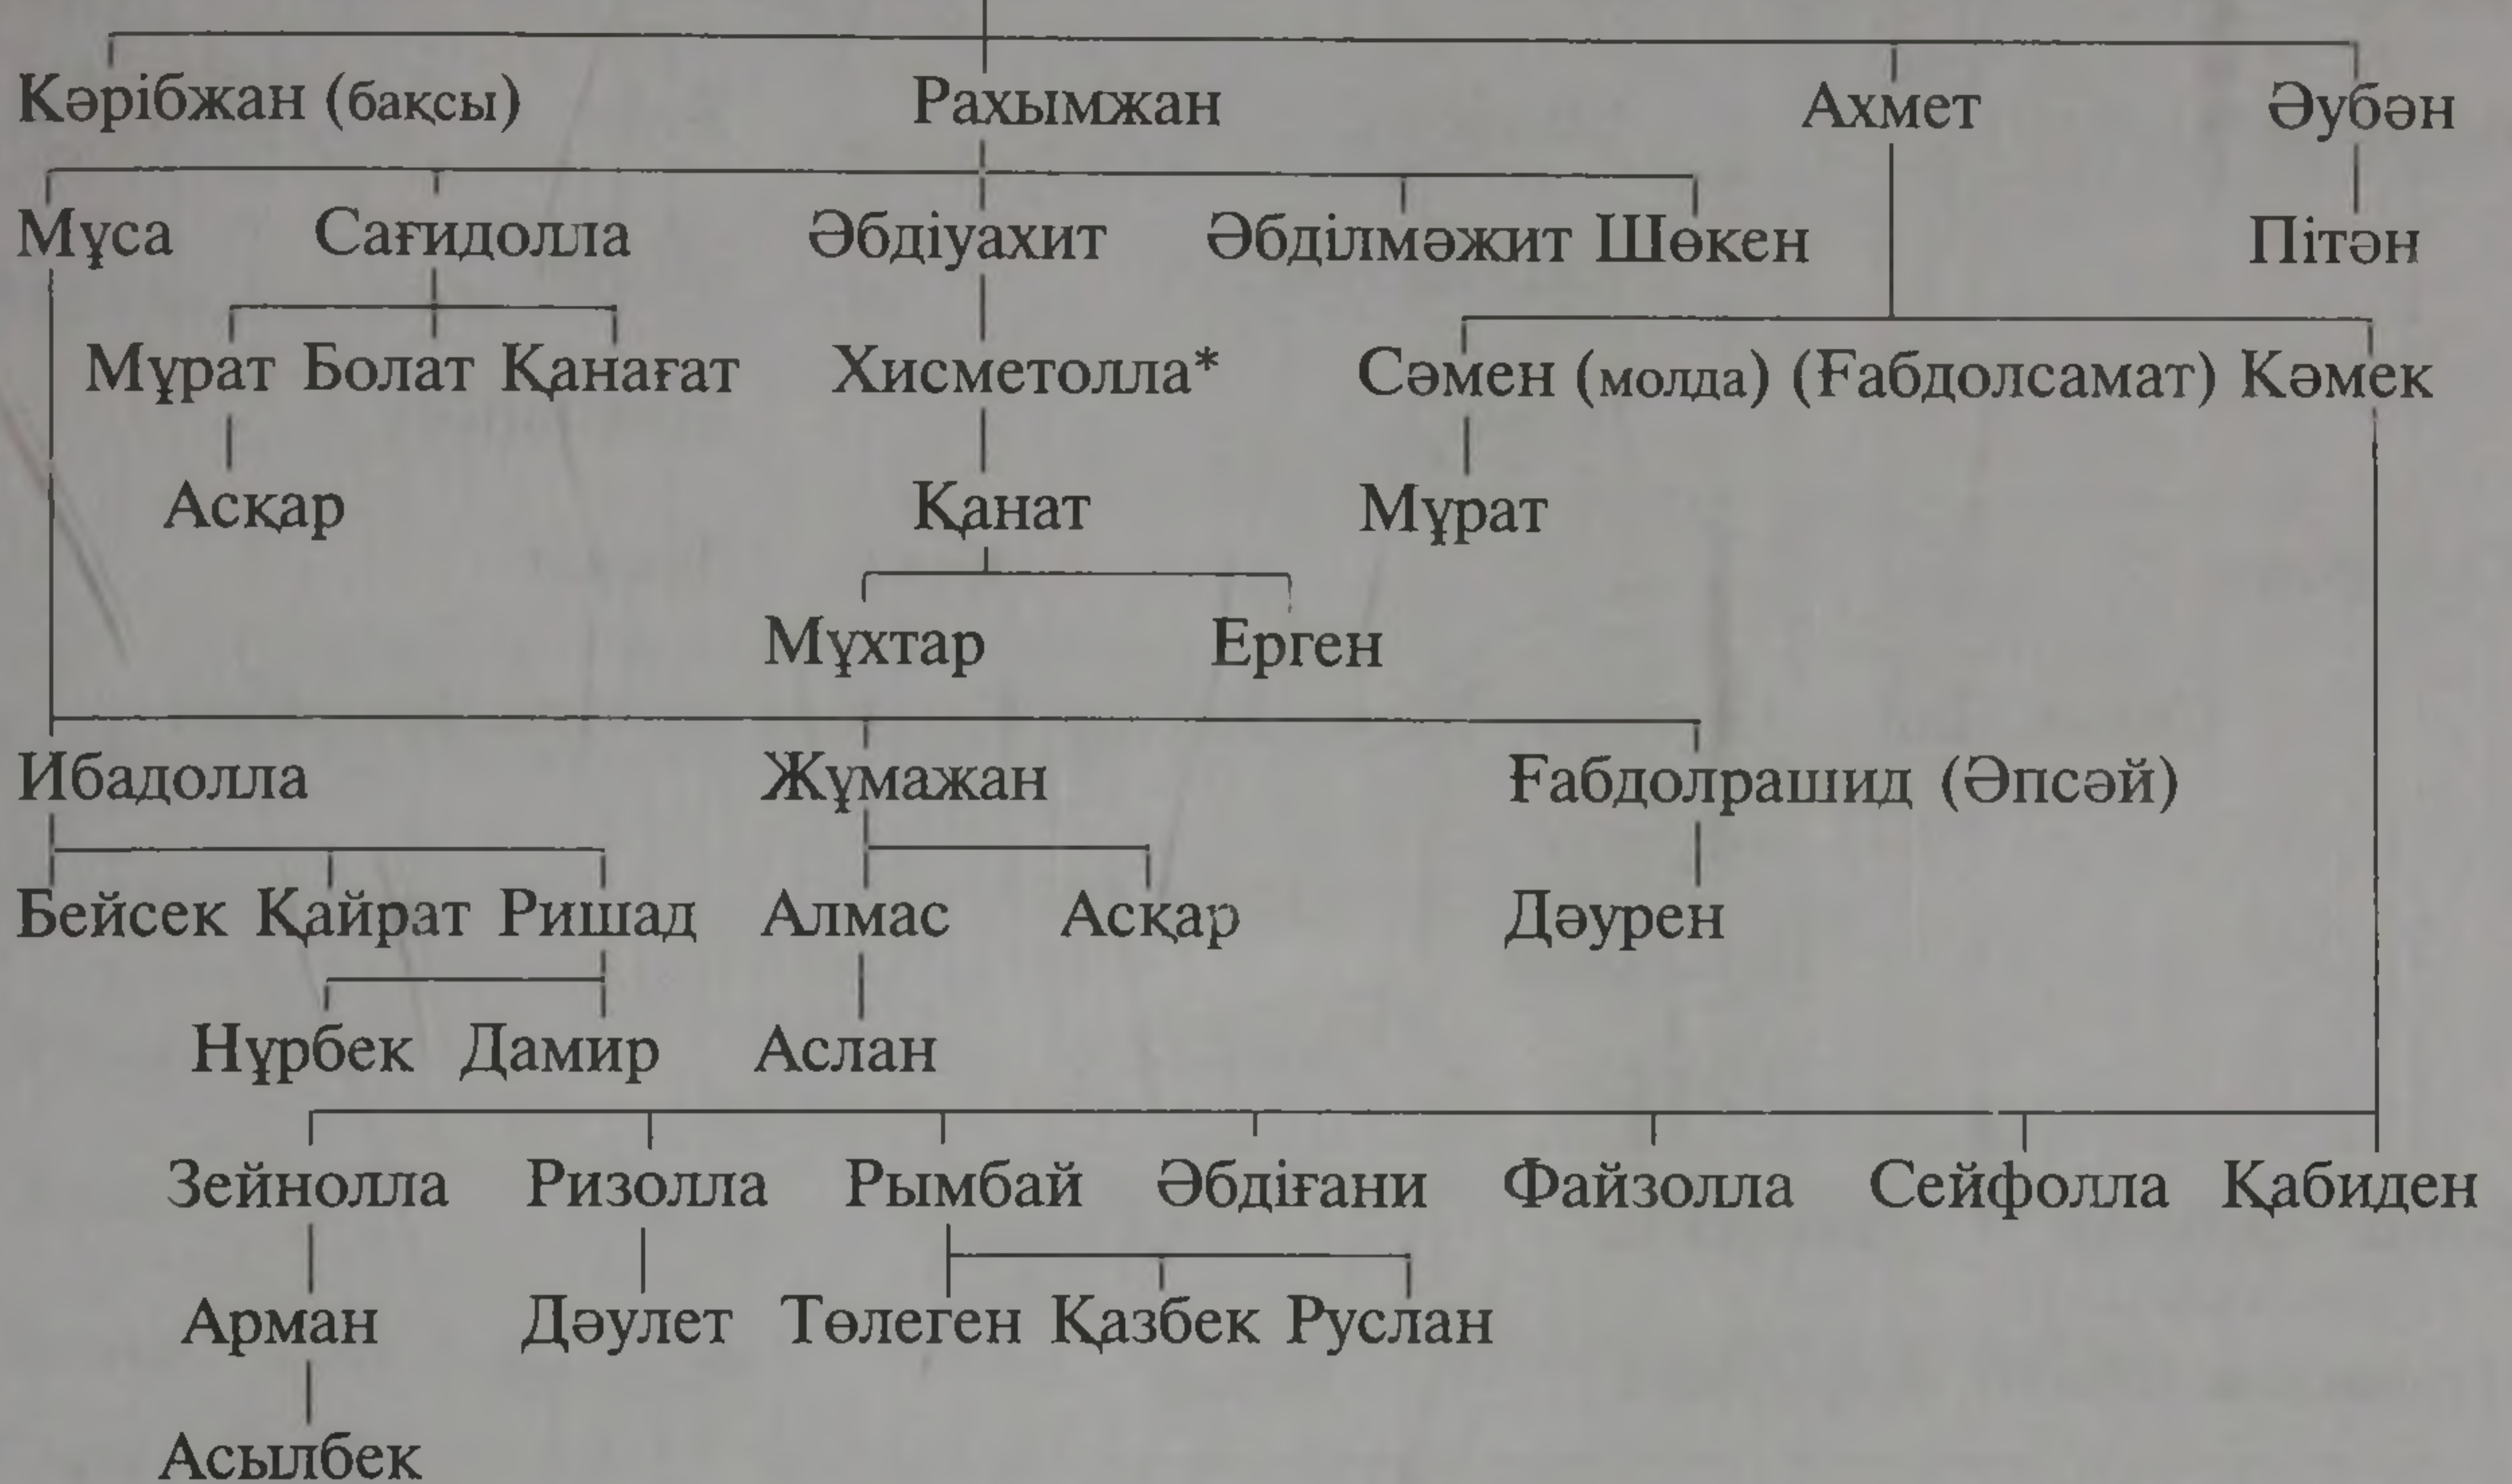 Кәрібжан (бақсы) Рахымжан Ахмет Әубән
Мұса Сағидолла Әбдіуахит Әбділмәжит Шөкен Пітән
Мұрат Болат Қанағат Хисметолла* Сәмен (молда) (Ғабдолсамат) Кәмек
Асқар Қанат Мұрат
Мұхтар Ерген
Ибадолла Жұмажан Ғабдолрашид (Әпсәй)
Бейсек Қайрат Ришад Алмас Асқар Дәурен
Нұрбек Дамир Аслан
Зейнолла Ризолла Рымбай Әбдіғани Файзолла Сейфолла Қабиден
Арман Дәулет Төлеген Қазбек Руслан
Асылбек